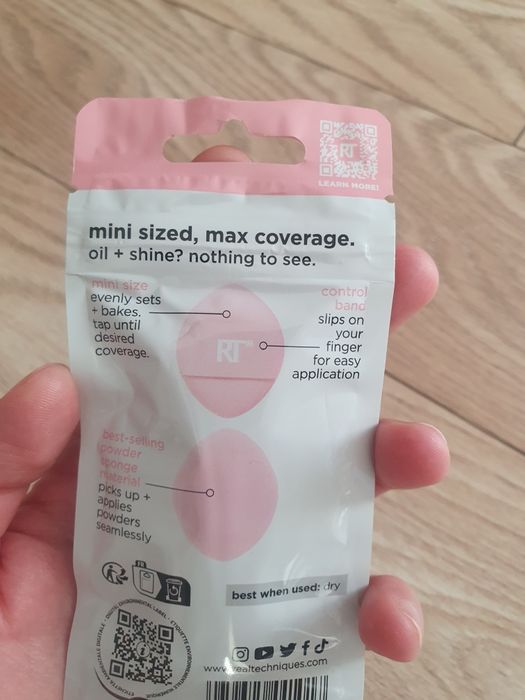 RT
LEARN MORE!
mini sized, max coverage.
oil + shine? nothing to see.
mini size
evenly sets
+ bakes.
tap until
desired
coverage.
control
band
slips on
your
finger
for easy
application
RT
best-selling
powder
sponge
material
picks up +
applies
powders
seamlessly
best when used: dry
www.realtechniques.com